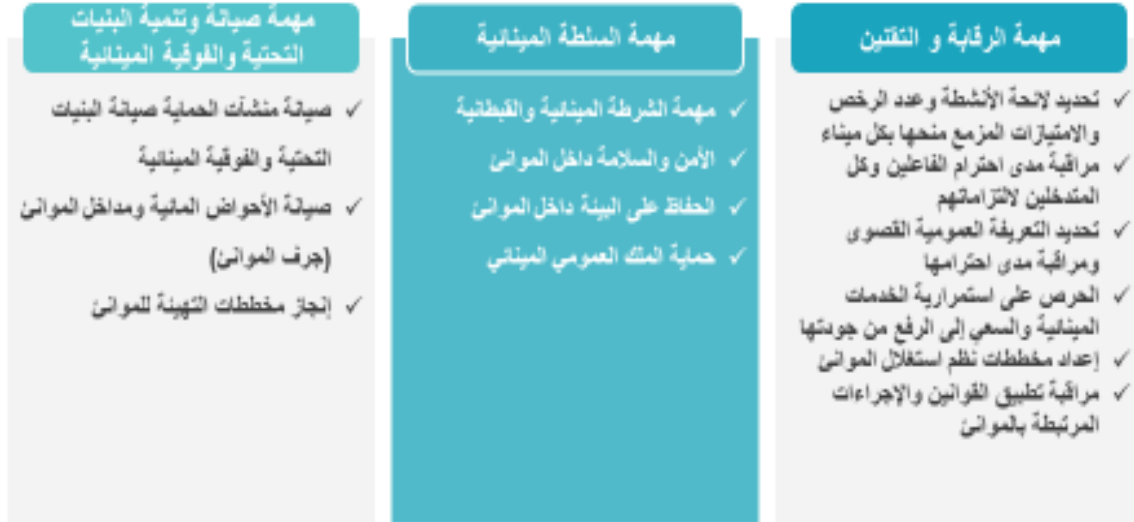 مهمة الرقابة و التقنين
✓ تحديد لائحة الأنشطة وعدد الرخص
والامتيازات المزمع منحها بكل ميناء
✓ مراقبة مدى احترام الفاعلين وكل
المتدخلين لالتزاماتهم
✓ تحديد التعريفة العمومية القصوى
ومراقبة مدى احترامها
✓ الحرص على استمرارية الخدمات
المينائية والسعي إلى الرفع من جودتها
✓ إعداد مخططات نظم استغلال الموانئ
✓ مراقبة تطبيق القوانين والإجراءات
المرتبطة بالموانئ
مهمة السلطة المينائية
✓ مهمة الشرطة المينائية والقبطانية
✓ الأمن والسلامة داخل الموانئ
✓ الحفاظ على البيئة داخل الموانئ
✓ حماية الملك العمومي المينائي
مهمة صيانة وتنمية البنيات
التحتية والفوقية المينائية
✓ صيانة منشآت الحماية صيانة البنيات
التحتية والفوقية المينائية
✓ صيانة الأحواض المائية ومداخل الموانئ
(جرف الموانئ)
✓ إنجاز مخططات التهيئة للموانئ